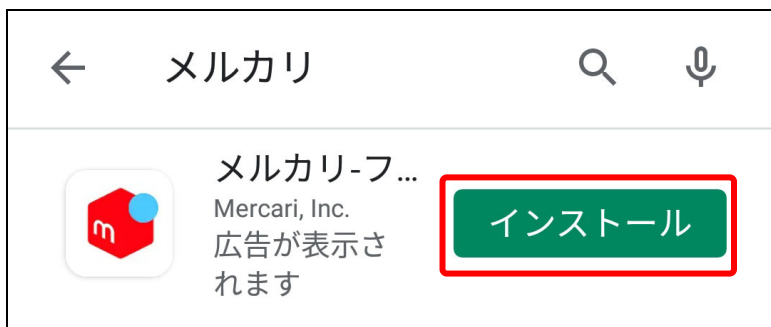 メルカリ
メルカリ-フ...
Mercari, Inc.
広告が表示さ
れます
インストール
m